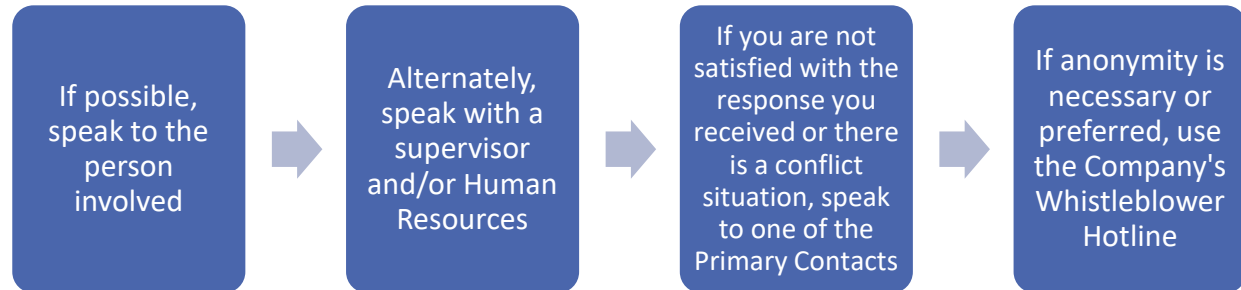 If possible,
speak to the
person
involved
Alternately,
speak with a
supervisor
and/or Human
Resources
If you are not
satisfied with the
response you
received or there
is a conflict
situation, speak
to one of the
Primary Contacts
If anonymity is
necessary or
preferred, use
the Company's
Whistleblower
Hotline